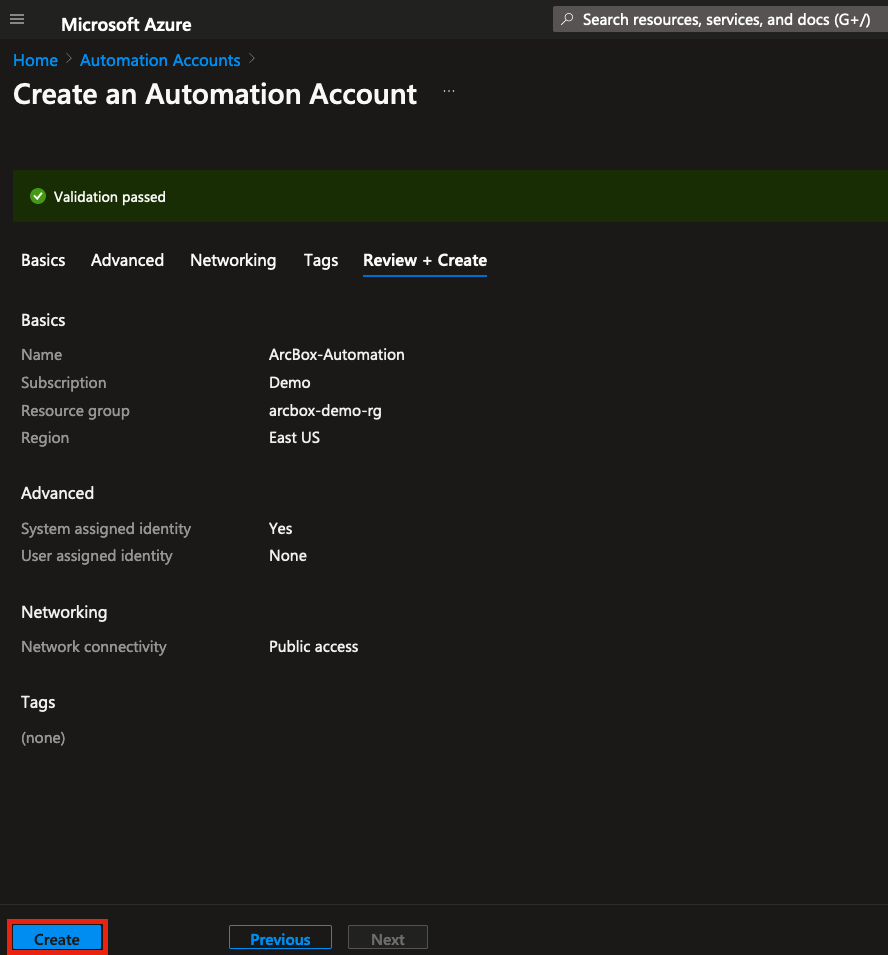 Microsoft Azure
Search resources, services, and docs (G+/)
Home > Automation Accounts >
Create an Automation Account ...
Validation passed
Basics Advanced Networking Tags Review + Create
Basics
Name ArcBox-Automation
Subscription Demo
Resource group arcbox-demo-rg
Region East US
Advanced
System assigned identity Yes
User assigned identity None
Networking
Network connectivity Public access
Tags
(none)
Create Previous Next